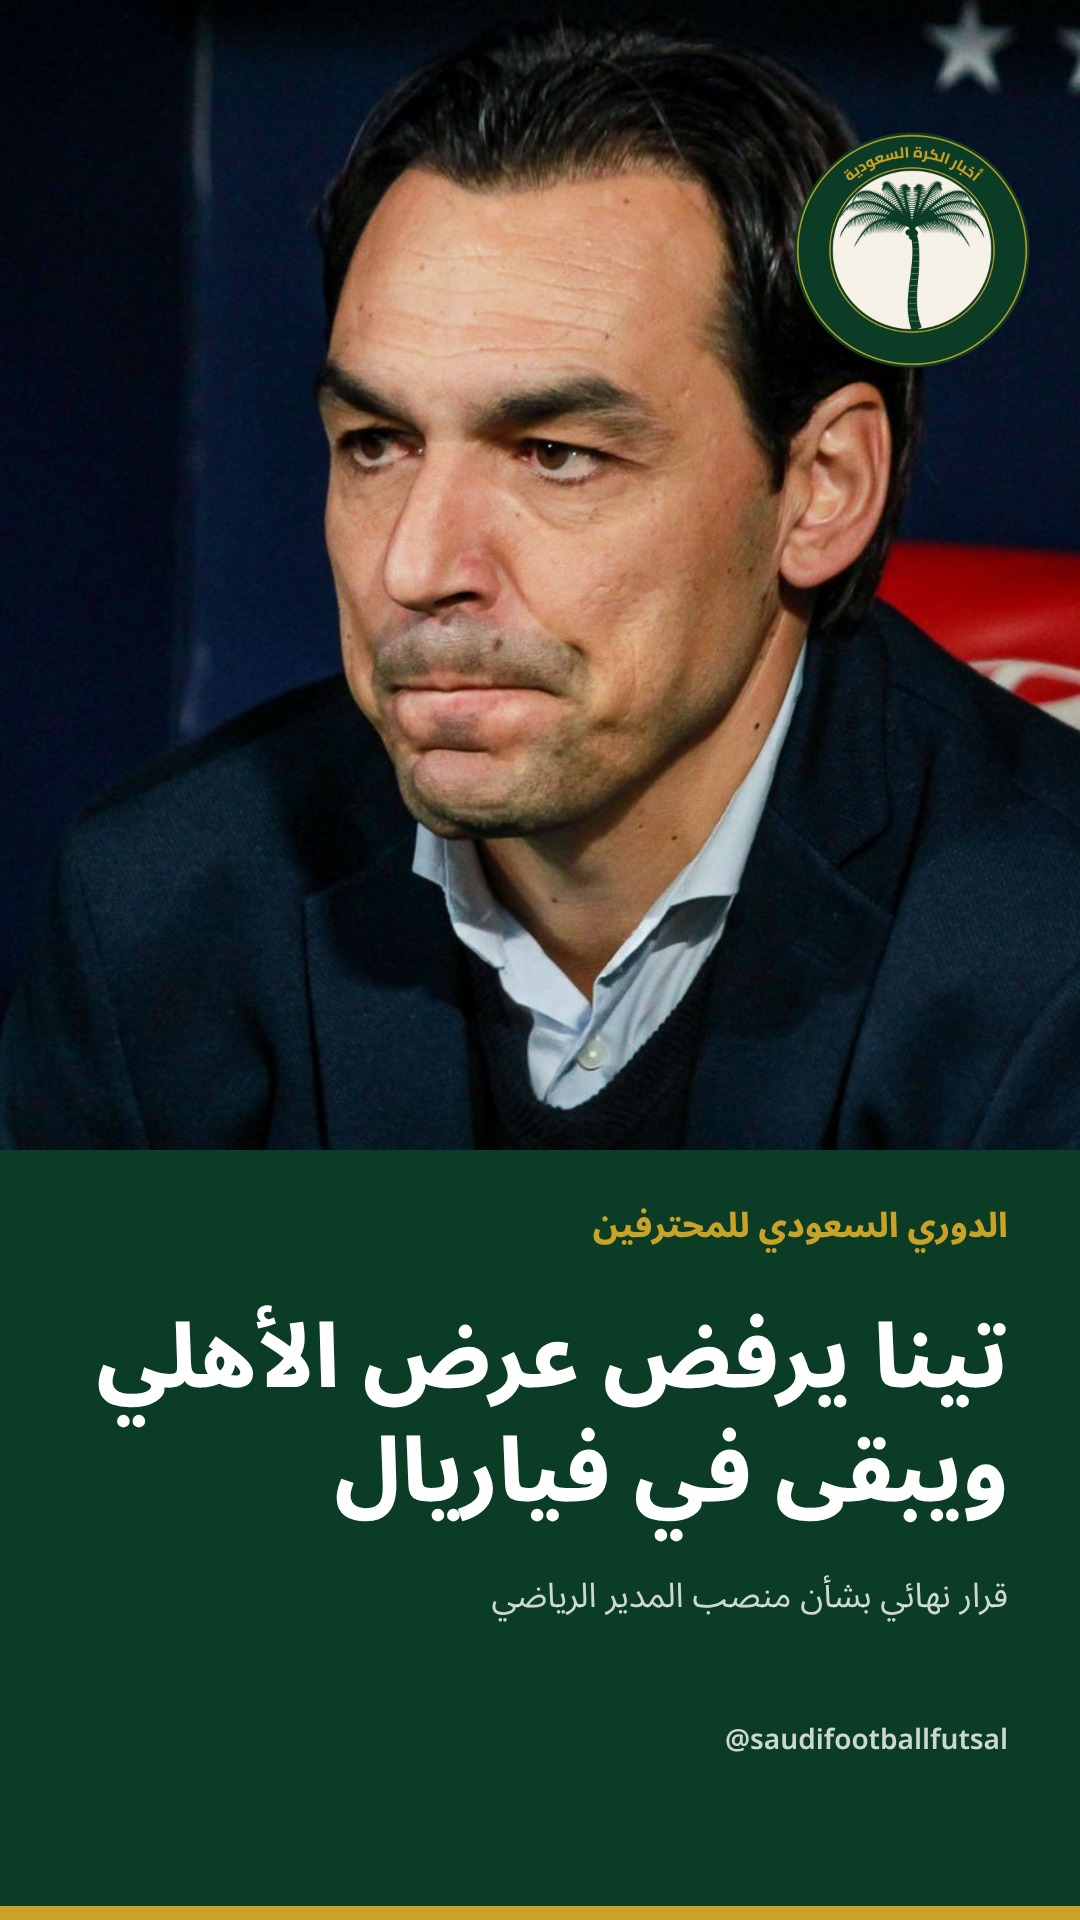 أخبار الكرة السعودية
الدوري السعودي للمحترفين
تينا يرفض عرض الأهلي
ويبقى في فياريال
قرار نهائي بشأن منصب المدير الرياضي
@saudifootballfutsal